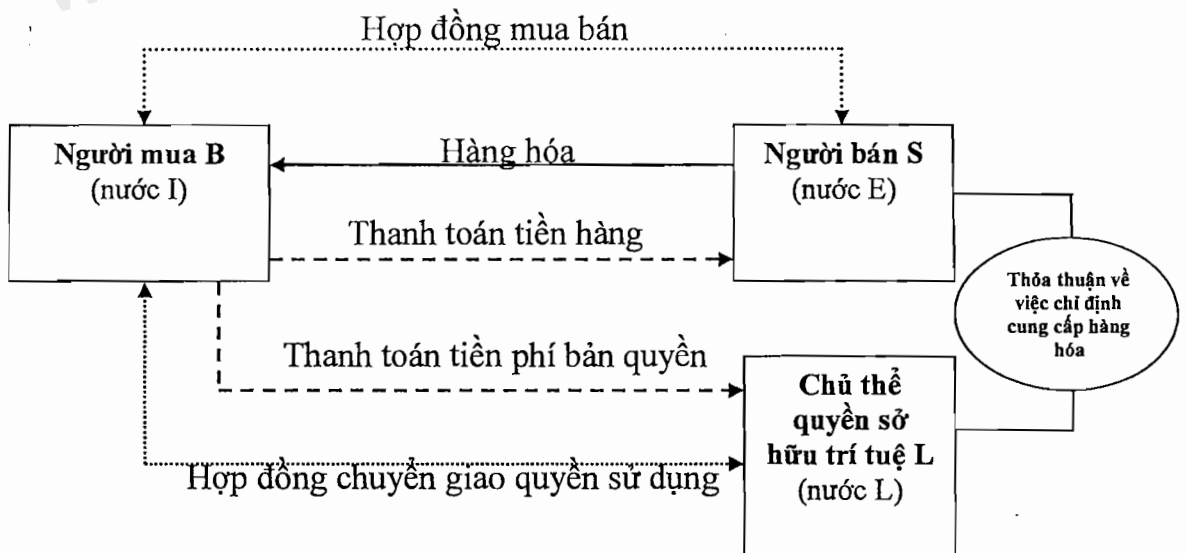 Hợp đồng mua bán
Người mua B
(nước I)
Hàng hóa
Người bán S
(nước E)
Thanh toán tiền hàng
Thỏa thuận về
việc chỉ định
cung cấp hàng
hóa
Thanh toán tiền phí bản quyền
Chủ thể
quyền sở
hữu trí tuệ L
(nước L)
Hợp đồng chuyển giao quyền sử dụng